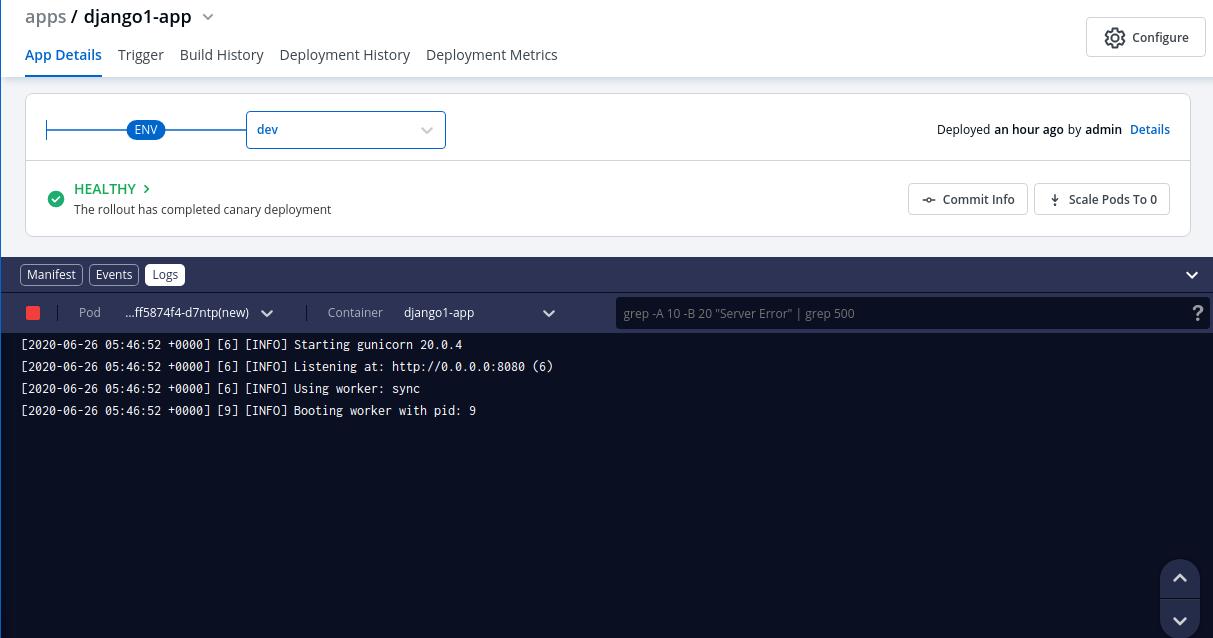 apps / django1-app
Configure
App Details Trigger Build History Deployment History Deployment Metrics
ENV dev Deployed an hour ago by admin Details
HEALTHY >
The rollout has completed canary deployment
Commit Info Scale Pods To 0
Manifest Events Logs
Pod ...ff5874f4-d7ntp(new) Container django1-app grep -A 10 -B 20 "Server Error" | grep 500 ?
[2020-06-26 05:46:52 +0000] [6] [INFO] Starting gunicorn 20.0.4
[2020-06-26 05:46:52 +0000] [6] [INFO] Listening at: http://0.0.0.0:8080 (6)
[2020-06-26 05:46:52 +0000] [6] [INFO] Using worker: sync
[2020-06-26 05:46:52 +0000] [9] [INFO] Booting worker with pid: 9